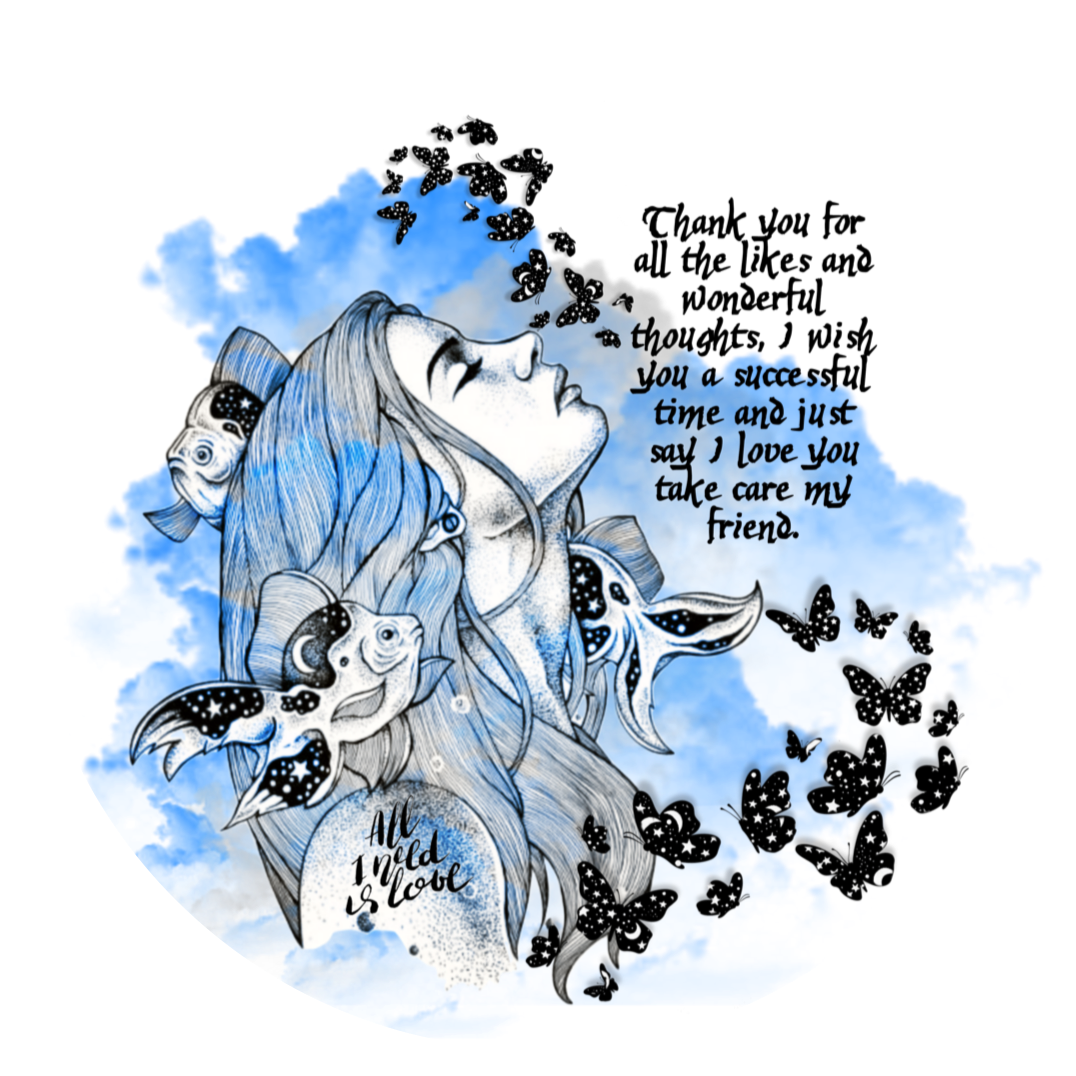 Thank you for
all the likes and
wonderful
thoughts, I wish
you a successful
time and just
say I love you
take care my
friend.
All
I need
is love